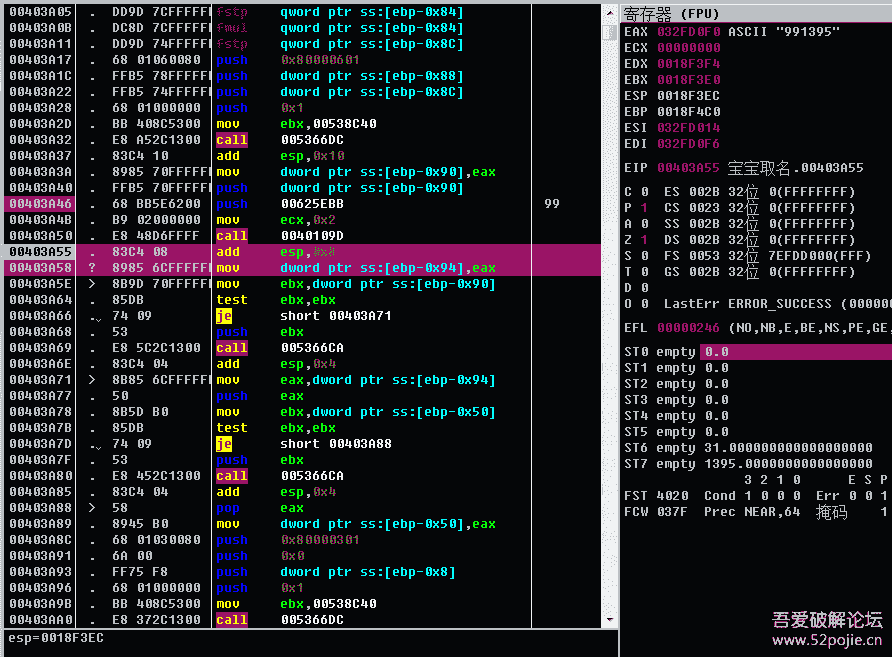 00403A05 . DD9D 7CFFFFFF fstp qword ptr ss:[ebp-0x84]
00403A0B . DC8D 7CFFFFFF fmul qword ptr ss:[ebp-0x84]
00403A11 . DD9D 74FFFFFF fstp qword ptr ss:[ebp-0x8C]
00403A17 . 68 01060080 push 0x80000601
00403A1C . FFB5 78FFFFFF push dword ptr ss:[ebp-0x88]
00403A22 . FFB5 74FFFFFF push dword ptr ss:[ebp-0x8C]
00403A28 . 68 01000000 push 0x1
00403A2D . BB 408C5300 mov ebx,00538C40
00403A32 . E8 A52C1300 call 005366DC
00403A37 . 83C4 10 add esp,0x10
00403A3A . 8985 70FFFFFF mov dword ptr ss:[ebp-0x90],eax
00403A40 . FFB5 70FFFFFF push dword ptr ss:[ebp-0x90]
00403A46 . 68 BB5E6200 push 00625EBB 99
00403A4B . B9 02000000 mov ecx,0x2
00403A50 . E8 48D6FFFF call 0040109D
00403A55 . 83C4 08 add esp,0x8
00403A58 ? 8985 6CFFFFFF mov dword ptr ss:[ebp-0x94],eax
00403A5E > 8B9D 70FFFFFF mov ebx,dword ptr ss:[ebp-0x90]
00403A64 . 85DB test ebx,ebx
00403A66 . 74 09 je short 00403A71
00403A68 . 53 push ebx
00403A69 . E8 5C2C1300 call 005366CA
00403A6E . 83C4 04 add esp,0x4
00403A71 > 8B85 6CFFFFFF mov eax,dword ptr ss:[ebp-0x94]
00403A77 . 50 push eax
00403A78 . 8B5D B0 mov ebx,dword ptr ss:[ebp-0x50]
00403A7B . 85DB test ebx,ebx
00403A7D . 74 09 je short 00403A88
00403A7F . 53 push ebx
00403A80 . E8 452C1300 call 005366CA
00403A85 . 83C4 04 add esp,0x4
00403A88 > 58 pop eax
00403A89 . 8945 B0 mov dword ptr ss:[ebp-0x50],eax
00403A8C . 68 01030080 push 0x80000301
00403A91 . 6A 00 push 0x0
00403A93 . FF75 F8 push dword ptr ss:[ebp-0x8]
00403A96 . 68 01000000 push 0x1
00403A9B . BB 408C5300 mov ebx,00538C40
00403AA0 . E8 372C1300 call 005366DC
esp=0018F3EC
寄存器 (FPU)
EAX 032FD0F0 ASCII "991395"
ECX 00000000
EDX 0018F3F4
EBX 0018F3E0
ESP 0018F3EC
EBP 0018F4C0
ESI 032FD014
EDI 032FD0F6
EIP 00403A55 宝宝取名.00403A55
C 0 ES 002B 32位 0(FFFFFFFF)
P 1 CS 0023 32位 0(FFFFFFFF)
A 0 SS 002B 32位 0(FFFFFFFF)
Z 1 DS 002B 32位 0(FFFFFFFF)
S 0 FS 0053 32位 7EFDD000(FFF)
T 0 GS 002B 32位 0(FFFFFFFF)
D 0
O 0 LastErr ERROR_SUCCESS (000000
EFL 00000246 (NO,NB,E,BE,NS,PE,GE,
ST0 empty 0.0
ST1 empty 0.0
ST2 empty 0.0
ST3 empty 0.0
ST4 empty 0.0
ST5 empty 0.0
ST6 empty 31.000000000000000000
ST7 empty 1395.0000000000000000
3 2 1 0 E S P
FST 4020 Cond 1 0 0 0 Err 0 0 1
FCW 037F Prec NEAR,64 掩码 1
吾爱破解论坛
www.52pojie.cn